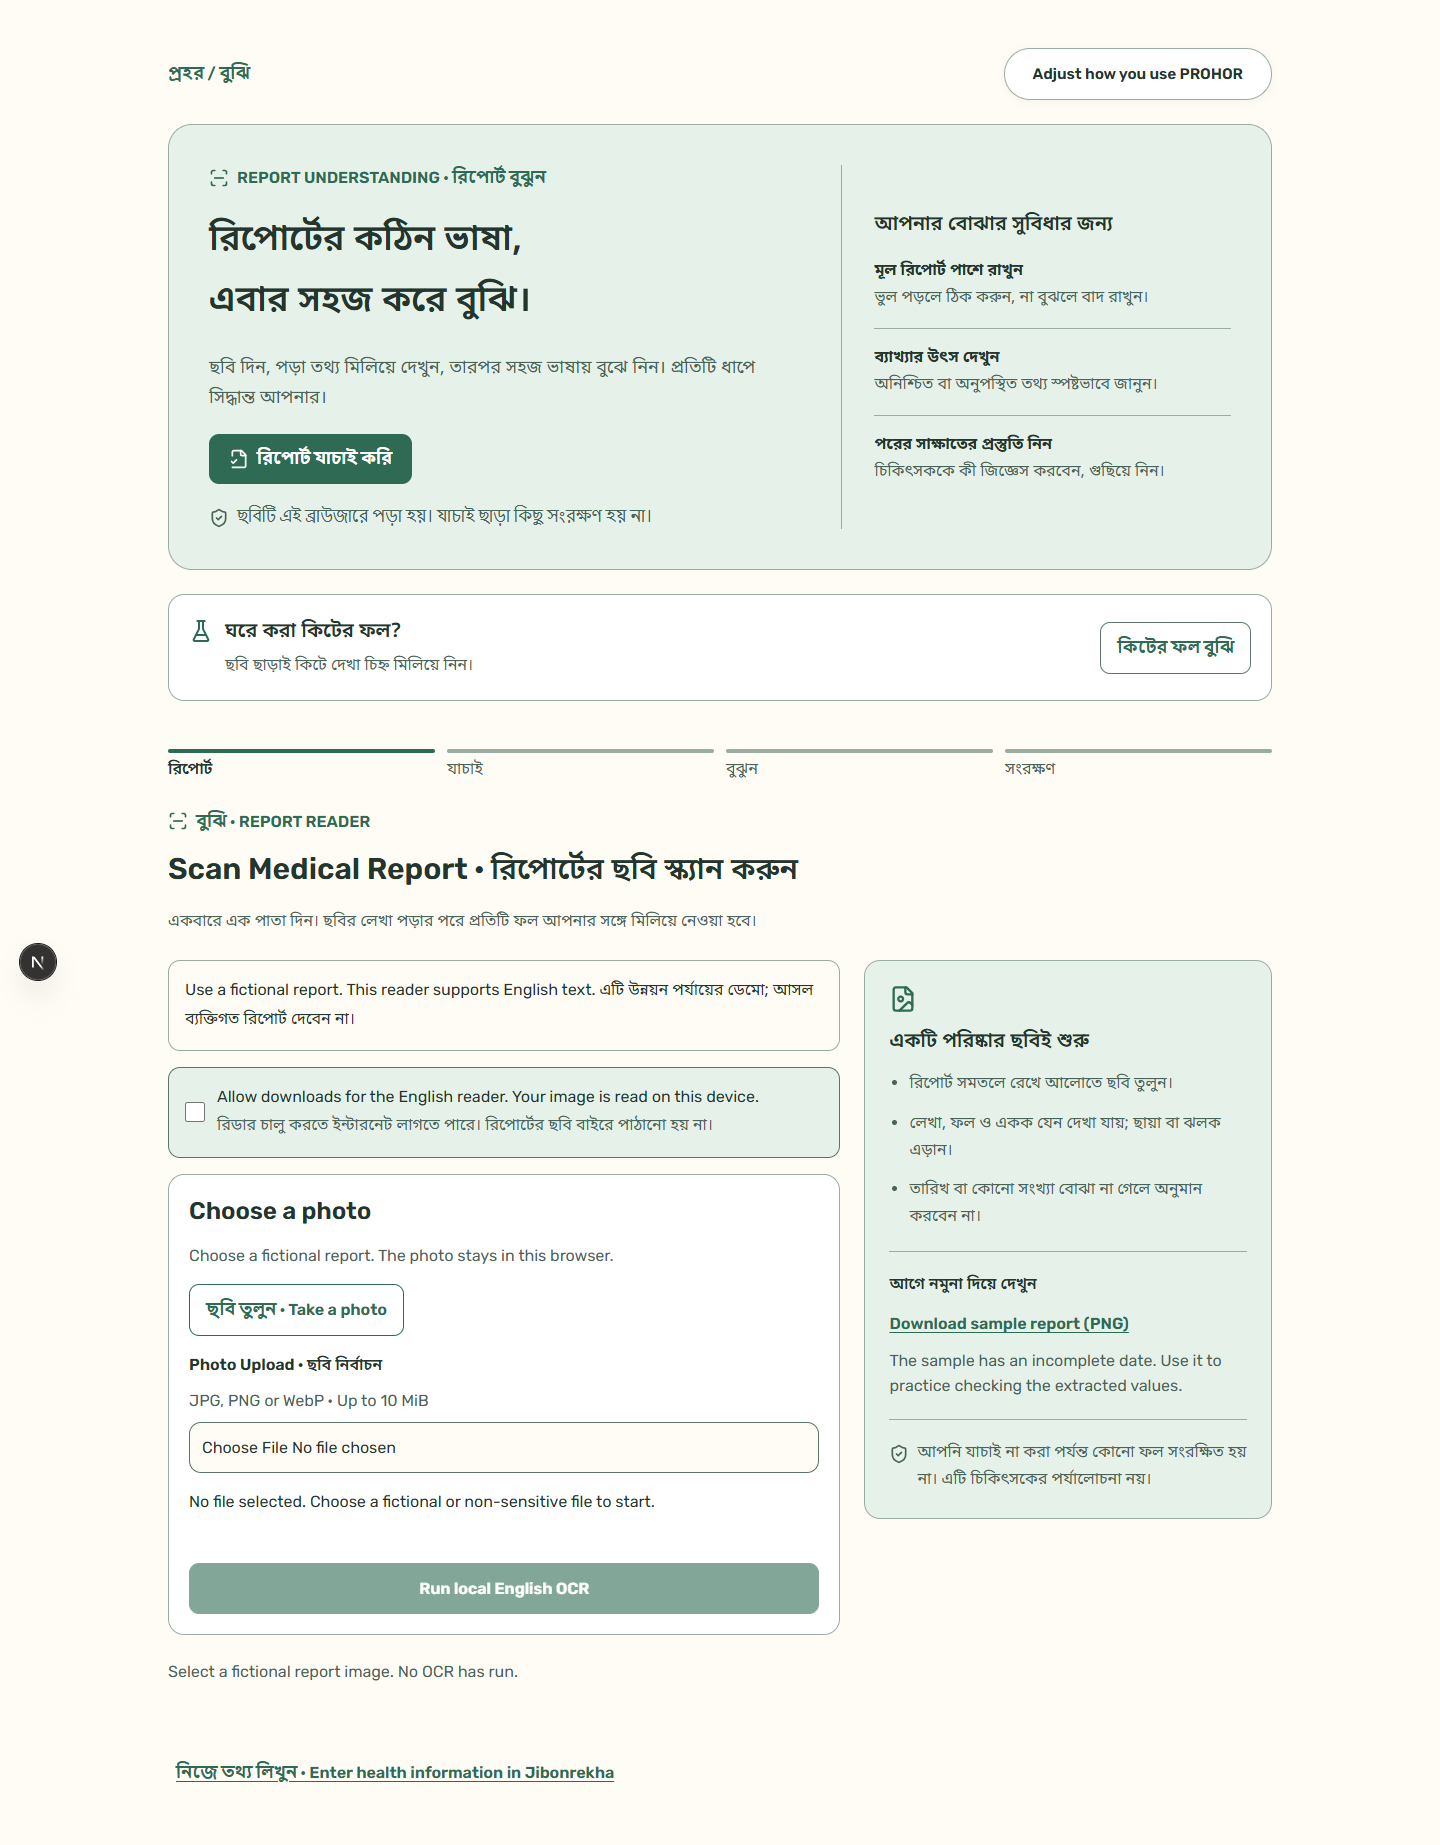 প্রহর / বুঝি
Adjust how you use PROHOR
REPORT UNDERSTANDING • রিপোর্ট বুঝুন
রিপোর্টের কঠিন ভাষা,
এবার সহজ করে বুঝি।
ছবি দিন, পড়া তথ্য মিলিয়ে দেখুন, তারপর সহজ ভাষায় বুঝে নিন। প্রতিটি ধাপে
সিদ্ধান্ত আপনার।
রিপোর্ট যাচাই করি
ছবিটি এই ব্রাউজারে পড়া হয়। যাচাই ছাড়া কিছু সংরক্ষণ হয় না।
আপনার বোঝার সুবিধার জন্য
মূল রিপোর্ট পাশে রাখুন
ভুল পড়লে ঠিক করুন, না বুঝলে বাদ রাখুন।
ব্যাখ্যার উৎস দেখুন
অনিশ্চিত বা অনুপস্থিত তথ্য স্পষ্টভাবে জানুন।
পরের সাক্ষাতের প্রস্তুতি নিন
চিকিৎসককে কী জিজ্ঞেস করবেন, গুছিয়ে নিন।
ঘরে করা কিটের ফল?
ছবি ছাড়াই কিটে দেখা চিহ্ন মিলিয়ে নিন।
কিটের ফল বুঝি
রিপোর্ট
যাচাই
বুঝুন
সংরক্ষণ
বুঝি • REPORT READER
Scan Medical Report • রিপোর্টের ছবি স্ক্যান করুন
একবারে এক পাতা দিন। ছবির লেখা পড়ার পরে প্রতিটি ফল আপনার সঙ্গে মিলিয়ে নেওয়া হবে।
Use a fictional report. This reader supports English text. এটি উন্নয়ন পর্যায়ের ডেমো; আসল
ব্যক্তিগত রিপোর্ট দেবেন না।
Allow downloads for the English reader. Your image is read on this device.
রিডার চালু করতে ইন্টারনেট লাগতে পারে। রিপোর্টের ছবি বাইরে পাঠানো হয় না।
Choose a photo
Choose a fictional report. The photo stays in this browser.
ছবি তুলুন • Take a photo
Photo Upload • ছবি নির্বাচন
JPG, PNG or WebP • Up to 10 MiB
Choose File No file chosen
No file selected. Choose a fictional or non-sensitive file to start.
Run local English OCR
Select a fictional report image. No OCR has run.
একটি পরিষ্কার ছবিই শুরু
• রিপোর্ট সমতলে রেখে আলোতে ছবি তুলুন।
• লেখা, ফল ও একক যেন দেখা যায়; ছায়া বা ঝলক
এড়ান।
• তারিখ বা কোনো সংখ্যা বোঝা না গেলে অনুমান
করবেন না।
আগে নমুনা দিয়ে দেখুন
Download sample report (PNG)
The sample has an incomplete date. Use it to
practice checking the extracted values.
আপনি যাচাই না করা পর্যন্ত কোনো ফল সংরক্ষিত হয়
না। এটি চিকিৎসকের পর্যালোচনা নয়।
নিজে তথ্য লিখুন • Enter health information in Jibonrekha
N